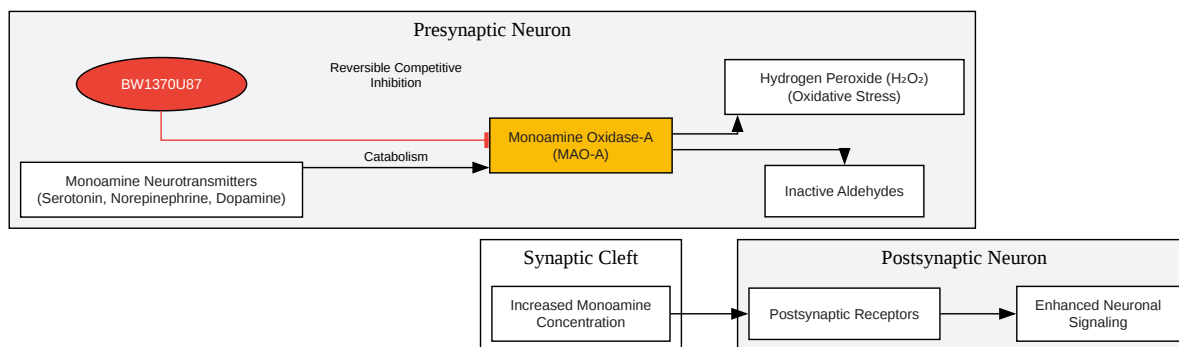 Presynaptic Neuron
BW1370U87
Reversible Competitive
Inhibition
Hydrogen Peroxide (H₂O₂)
(Oxidative Stress)
Monoamine Oxidase-A
(MAO-A)
Catabolism
Monoamine Neurotransmitters
(Serotonin, Norepinephrine, Dopamine)
Inactive Aldehydes
Synaptic Cleft
Increased Monoamine
Concentration
Postsynaptic Neuron
Postsynaptic Receptors
Enhanced Neuronal
Signaling